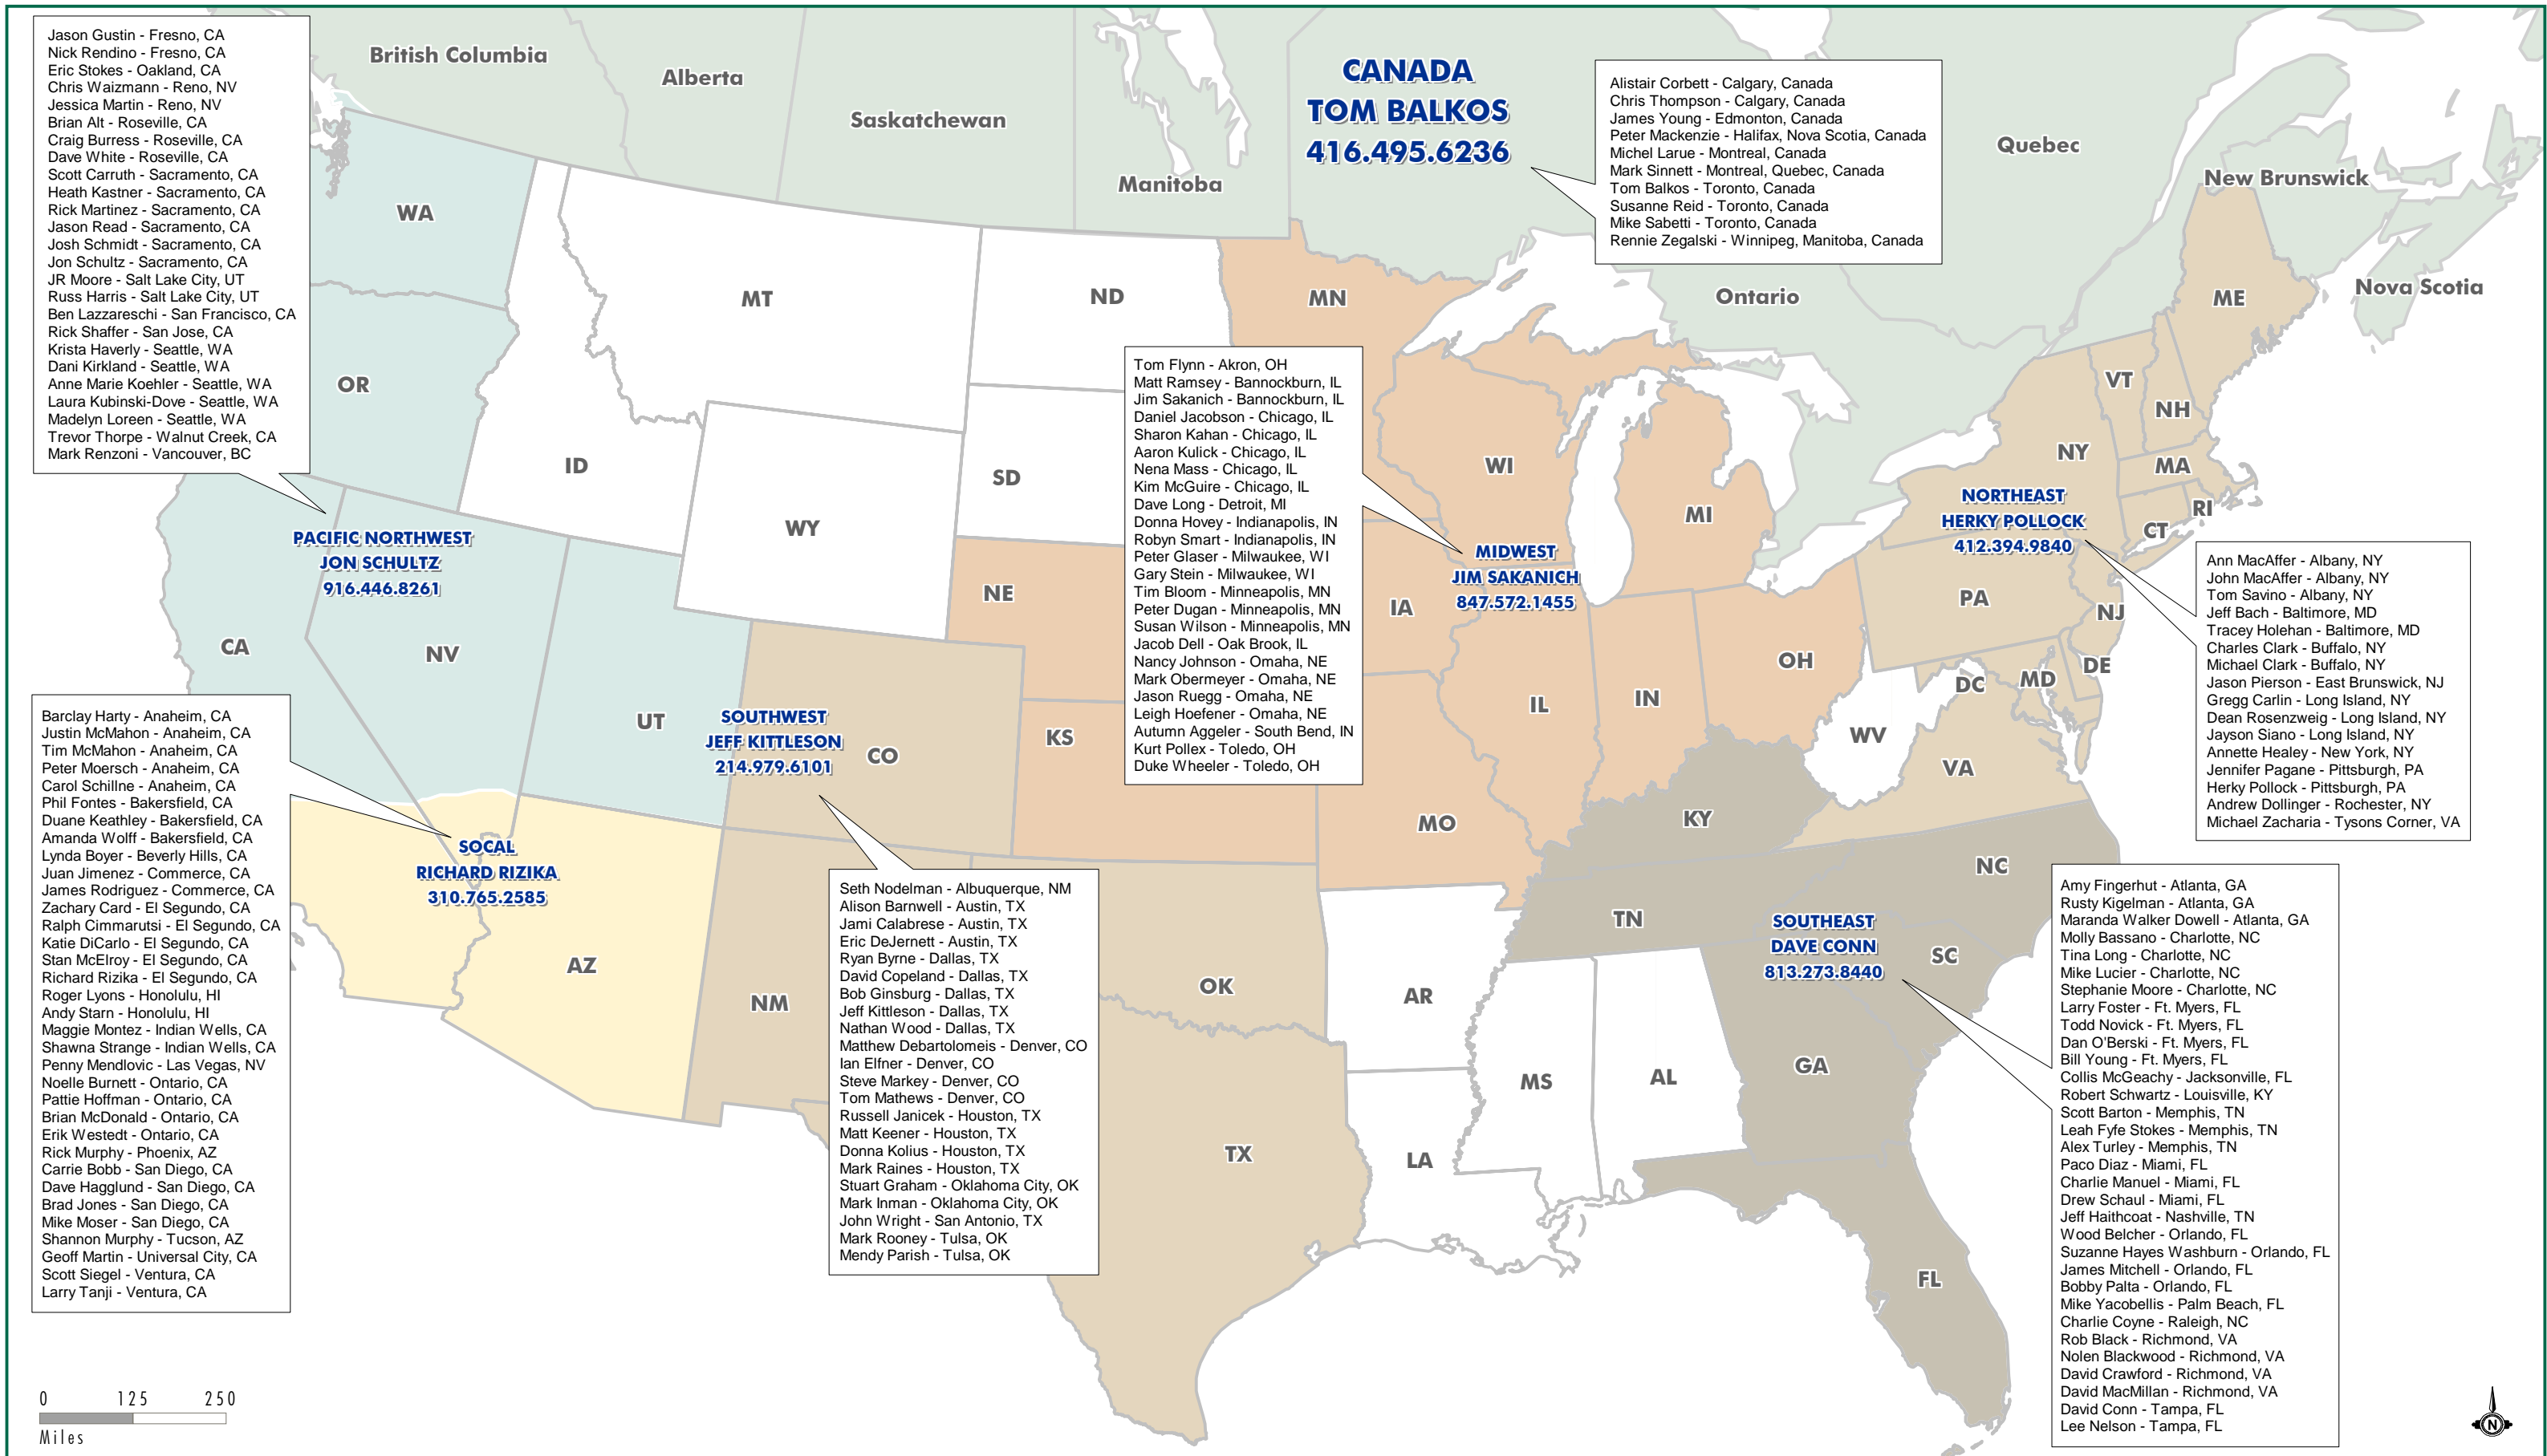 Jason Gustin - Fresno, CA
Nick Rendino - Fresno, CA
Eric Stokes - Oakland, CA
Chris Waizmann - Reno, NV
Jessica Martin - Reno, NV
Brian Alt - Roseville, CA
Craig Burress - Roseville, CA
Dave White - Roseville, CA
Scott Carruth - Sacramento, CA
Heath Kastner - Sacramento, CA
Rick Martinez - Sacramento, CA
Jason Read - Sacramento, CA
Josh Schmidt - Sacramento, CA
Jon Schultz - Sacramento, CA
JR Moore - Salt Lake City, UT
Russ Harris - Salt Lake City, UT
Ben Lazzareschi - San Francisco, CA
Rick Shaffer - San Jose, CA
Krista Haverly - Seattle, WA
Dani Kirkland - Seattle, WA
Anne Marie Koehler - Seattle, WA
Laura Kubinski-Dove - Seattle, WA
Madelyn Loreen - Seattle, WA
Trevor Thorpe - Walnut Creek, CA
Mark Renzoni - Vancouver, BC
British Columbia
Alberta
Saskatchewan
Manitoba
CANADA
TOM BALKOS
416.495.6236
Alistair Corbett - Calgary, Canada
Chris Thompson - Calgary, Canada
James Young - Edmonton, Canada
Peter Mackenzie - Halifax, Nova Scotia, Canada
Michel Larue - Montreal, Canada
Mark Sinnett - Montreal, Quebec, Canada
Tom Balkos - Toronto, Canada
Susanne Reid - Toronto, Canada
Mike Sabetti - Toronto, Canada
Rennie Zegalski - Winnipeg, Manitoba, Canada
Quebec
New Brunswick
Nova Scotia
Ontario
WA
OR
MT
ND
MN
ME
ID
SD
WY
WI
MI
VT
NH
NY
MA
RI
CT
Tom Flynn - Akron, OH
Matt Ramsey - Bannockburn, IL
Jim Sakanich - Bannockburn, IL
Daniel Jacobson - Chicago, IL
Sharon Kahan - Chicago, IL
Aaron Kulick - Chicago, IL
Nena Mass - Chicago, IL
Kim McGuire - Chicago, IL
Dave Long - Detroit, MI
Donna Hovey - Indianapolis, IN
Robyn Smart - Indianapolis, IN
Peter Glaser - Milwaukee, WI
Gary Stein - Milwaukee, WI
Tim Bloom - Minneapolis, MN
Peter Dugan - Minneapolis, MN
Susan Wilson - Minneapolis, MN
Jacob Dell - Oak Brook, IL
Nancy Johnson - Omaha, NE
Mark Obermeyer - Omaha, NE
Jason Ruegg - Omaha, NE
Leigh Hoefener - Omaha, NE
Autumn Aggeler - South Bend, IN
Kurt Pollex - Toledo, OH
Duke Wheeler - Toledo, OH
PACIFIC NORTHWEST
JON SCHULTZ
916.446.8261
MIDWEST
JIM SAKANICH
847.572.1455
NORTHEAST
HERKY POLLOCK
412.394.9840
Ann MacAffer - Albany, NY
John MacAffer - Albany, NY
Tom Savino - Albany, NY
Jeff Bach - Baltimore, MD
Tracey Holehan - Baltimore, MD
Charles Clark - Buffalo, NY
Michael Clark - Buffalo, NY
Jason Pierson - East Brunswick, NJ
Gregg Carlin - Long Island, NY
Dean Rosenzweig - Long Island, NY
Jayson Siano - Long Island, NY
Annette Healey - New York, NY
Jennifer Pagane - Pittsburgh, PA
Herky Pollock - Pittsburgh, PA
Andrew Dollinger - Rochester, NY
Michael Zacharia - Tysons Corner, VA
CA
NV
UT
NE
IA
PA
NJ
OH
IN
IL
MD
DE
DC
WV
VA
CO
KS
MO
KY
SOUTHWEST
JEFF KITTLESON
214.979.6101
Barclay Harty - Anaheim, CA
Justin McMahon - Anaheim, CA
Tim McMahon - Anaheim, CA
Peter Moersch - Anaheim, CA
Carol Schillne - Anaheim, CA
Phil Fontes - Bakersfield, CA
Duane Keathley - Bakersfield, CA
Amanda Wolff - Bakersfield, CA
Lynda Boyer - Beverly Hills, CA
Juan Jimenez - Commerce, CA
James Rodriguez - Commerce, CA
Zachary Card - El Segundo, CA
Ralph Cimmarutsi - El Segundo, CA
Katie DiCarlo - El Segundo, CA
Stan McElroy - El Segundo, CA
Richard Rizika - El Segundo, CA
Roger Lyons - Honolulu, HI
Andy Starn - Honolulu, HI
Maggie Montez - Indian Wells, CA
Shawna Strange - Indian Wells, CA
Penny Mendlovic - Las Vegas, NV
Noelle Burnett - Ontario, CA
Pattie Hoffman - Ontario, CA
Brian McDonald - Ontario, CA
Erik Westedt - Ontario, CA
Rick Murphy - Phoenix, AZ
Carrie Bobb - San Diego, CA
Dave Hagglund - San Diego, CA
Brad Jones - San Diego, CA
Mike Moser - San Diego, CA
Shannon Murphy - Tucson, AZ
Geoff Martin - Universal City, CA
Scott Siegel - Ventura, CA
Larry Tanji - Ventura, CA
SOCAL
RICHARD RIZIKA
310.765.2585
AZ
NM
Seth Nodelman - Albuquerque, NM
Alison Barnwell - Austin, TX
Jami Calabrese - Austin, TX
Eric DeJernett - Austin, TX
Ryan Byrne - Dallas, TX
David Copeland - Dallas, TX
Bob Ginsburg - Dallas, TX
Jeff Kittleson - Dallas, TX
Nathan Wood - Dallas, TX
Matthew Debartolomeis - Denver, CO
Ian Elfner - Denver, CO
Steve Markey - Denver, CO
Tom Mathews - Denver, CO
Russell Janicek - Houston, TX
Matt Keener - Houston, TX
Donna Kolius - Houston, TX
Mark Raines - Houston, TX
Stuart Graham - Oklahoma City, OK
Mark Inman - Oklahoma City, OK
John Wright - San Antonio, TX
Mark Rooney - Tulsa, OK
Mendy Parish - Tulsa, OK
OK
AR
TX
LA
MS
AL
TN
NC
SC
GA
FL
SOUTHEAST
DAVE CONN
813.273.8440
Amy Fingerhut - Atlanta, GA
Rusty Kigelman - Atlanta, GA
Maranda Walker Dowell - Atlanta, GA
Molly Bassano - Charlotte, NC
Tina Long - Charlotte, NC
Mike Lucier - Charlotte, NC
Stephanie Moore - Charlotte, NC
Larry Foster - Ft. Myers, FL
Todd Novick - Ft. Myers, FL
Dan O'Berski - Ft. Myers, FL
Bill Young - Ft. Myers, FL
Collis McGeachy - Jacksonville, FL
Robert Schwartz - Louisville, KY
Scott Barton - Memphis, TN
Leah Fyfe Stokes - Memphis, TN
Alex Turley - Memphis, TN
Paco Diaz - Miami, FL
Charlie Manuel - Miami, FL
Drew Schaul - Miami, FL
Jeff Haithcoat - Nashville, TN
Wood Belcher - Orlando, FL
Suzanne Hayes Washburn - Orlando, FL
James Mitchell - Orlando, FL
Bobby Palta - Orlando, FL
Mike Yacobellis - Palm Beach, FL
Charlie Coyne - Raleigh, NC
Rob Black - Richmond, VA
Nolen Blackwood - Richmond, VA
David Crawford - Richmond, VA
David MacMillan - Richmond, VA
David Conn - Tampa, FL
Lee Nelson - Tampa, FL
0 125 250
Miles
N